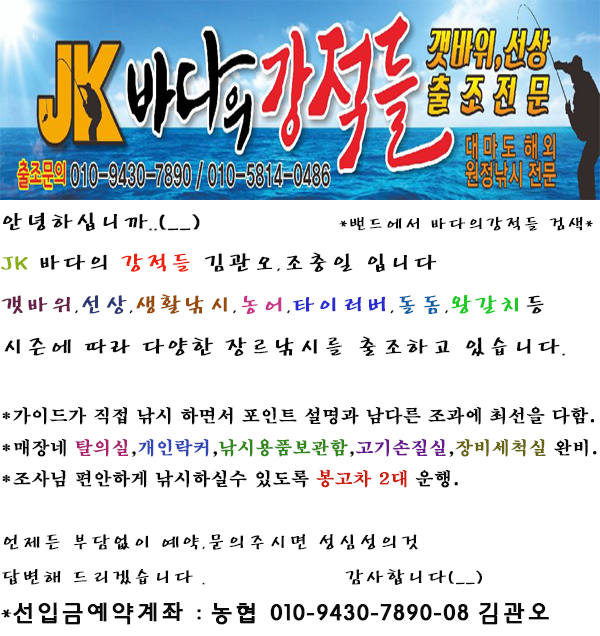 JK 바다의 강적들
갯바위,선상
출조전문
대마도해외
원정낚시 전문
출조문의 010-9430-7890 / 010-5814-0486
안녕하십니까..(__) *밴드에서 바다의강적들 검색*
JK 바다의 강적들 김관오,조충일 입니다
갯바위,선상,생활낚시,농어,타이러버,돌돔,왕갈치등
시즌에 따라 다양한 장르낚시를 출조하고 있습니다.
*가이드가 직접 낚시 하면서 포인트 설명과 남다른 조과에 최선을 다함.
*매장네 탈의실,개인락커,낚시용품보관함,고기손질실,장비세척실 완비.
*조사님 편안하게 낚시하실수 있도록 봉고차 2대 운행.
언제든 부담없이 예약,문의주시면 성심성의것
답변해 드리겠습니다. 감사합니다(__)
*선입금예약계좌 : 농협 010-9430-7890-08 김관오